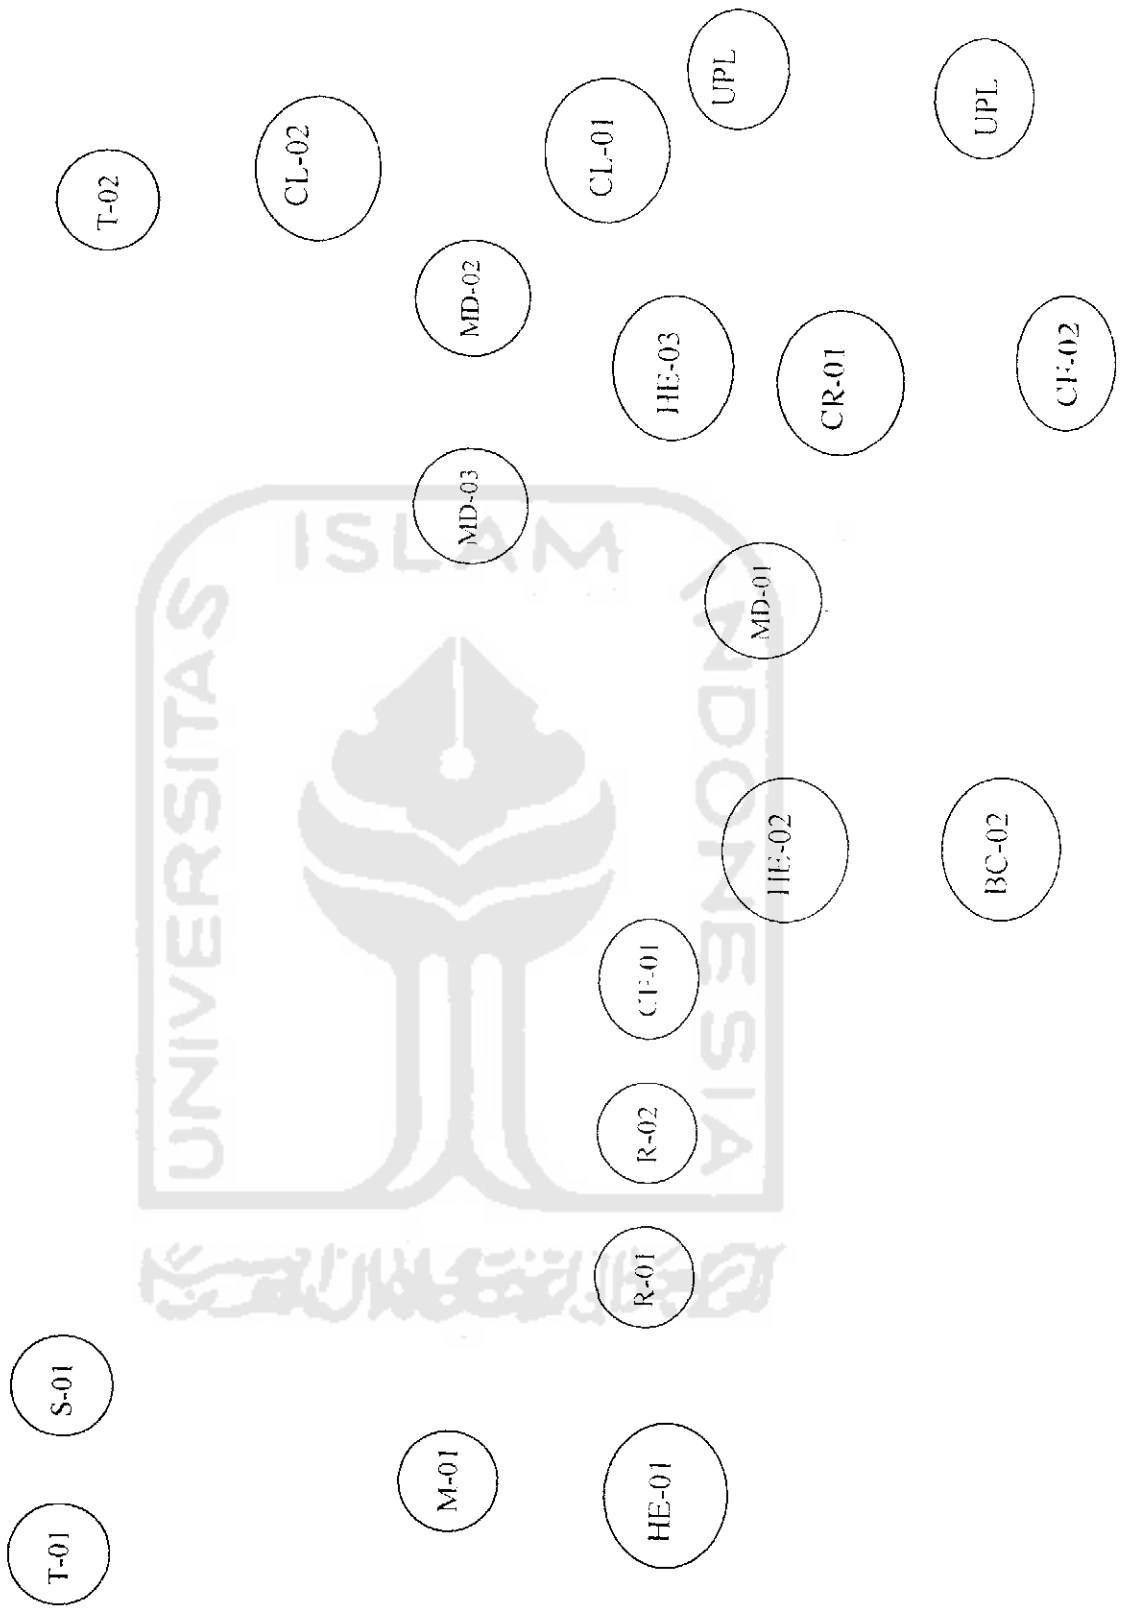 T-01
S-01
T-02
CL-02
M-01
MD-03
MD-02
CL-01
HE-01
R-01
R-02
CF-01
HE-03
UPL
HE-02
MD-01
CR-01
BC-02
CF-02
UPL
UNIVERSITAS
ISLAM
INDONESIA